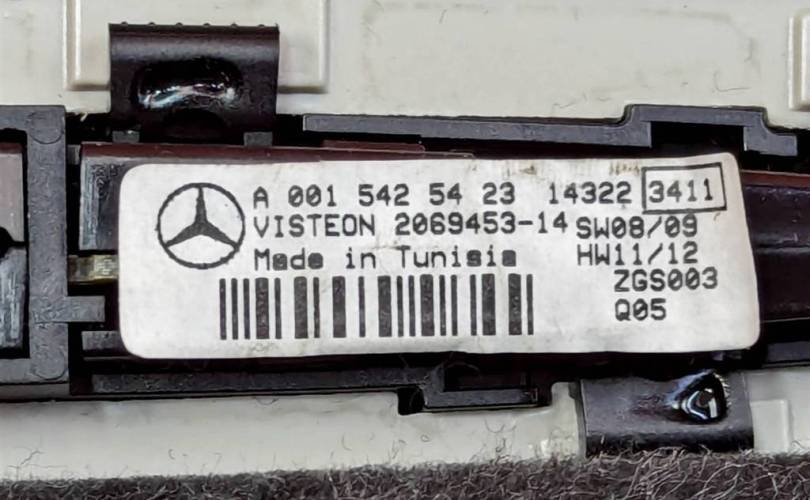 A 001 542 54 23 14322 3411
VISTEON 2069453-14 SW08/09
Made in Tunisia HW11/12
ZGS003
Q05